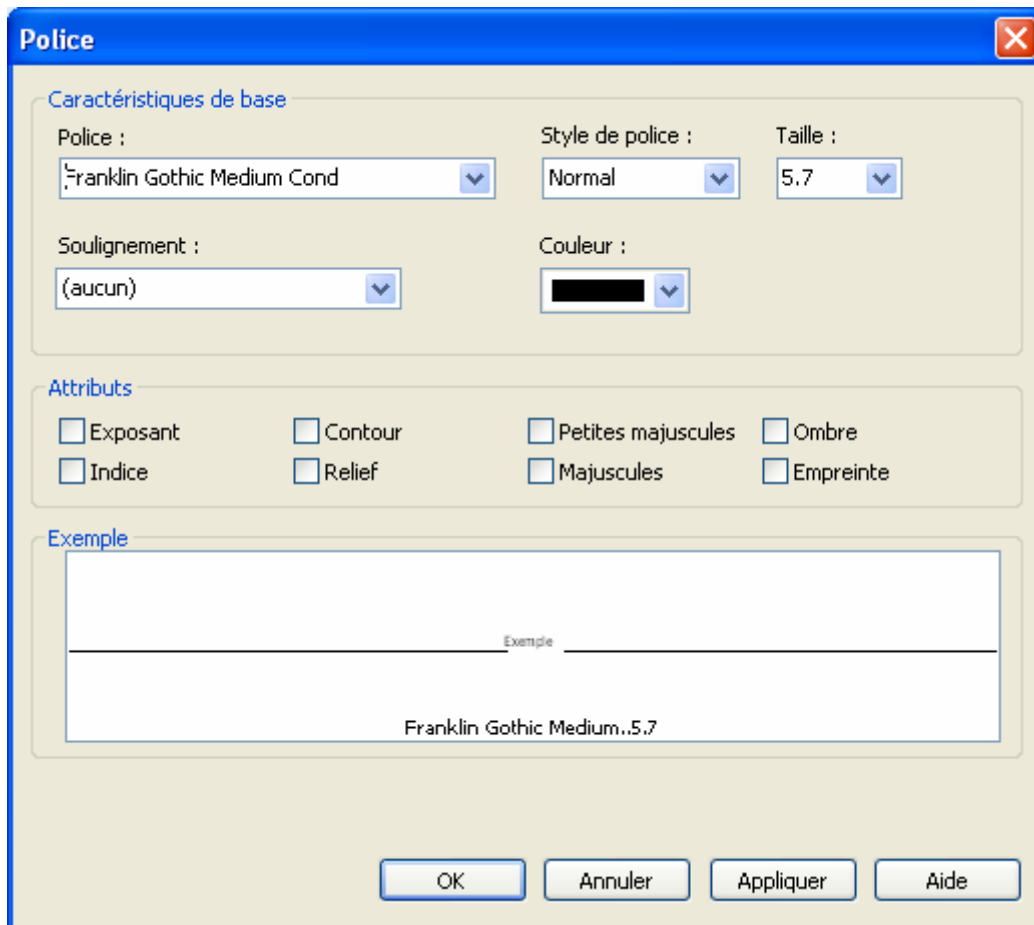 Police
Caractéristiques de base
Police : Style de police : Taille :
Franklin Gothic Medium Cond Normal 5.7
Soulignement : Couleur :
(aucun)
Attributs
Exposant Contour Petites majuscules Ombre
Indice Relief Majuscules Empreinte
Exemple
Exemple
Franklin Gothic Medium..5.7
OK Annuler Appliquer Aide